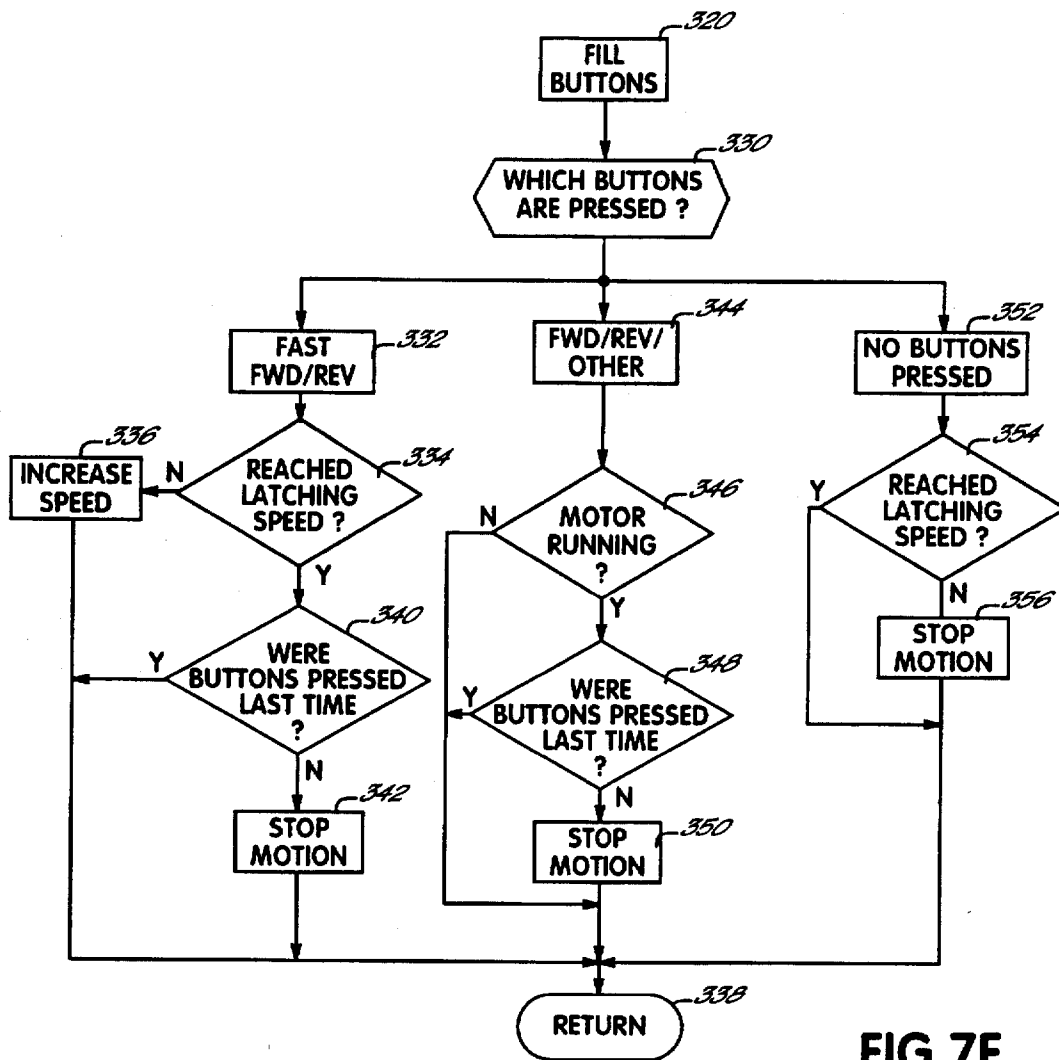 320
FILL
BUTTONS
330
WHICH BUTTONS
ARE PRESSED ?
332
FAST
FWD/REV
344
FWD/REV/
OTHER
352
NO BUTTONS
PRESSED
336
INCREASE
SPEED
N
334
REACHED
LATCHING
SPEED ?
Y
346
N
MOTOR
RUNNING
?
Y
354
Y
REACHED
LATCHING
SPEED ?
N
356
STOP
MOTION
340
Y
WERE
BUTTONS PRESSED
LAST TIME
?
N
348
Y
WERE
BUTTONS PRESSED
LAST TIME
?
N
342
STOP
MOTION
350
STOP
MOTION
338
RETURN